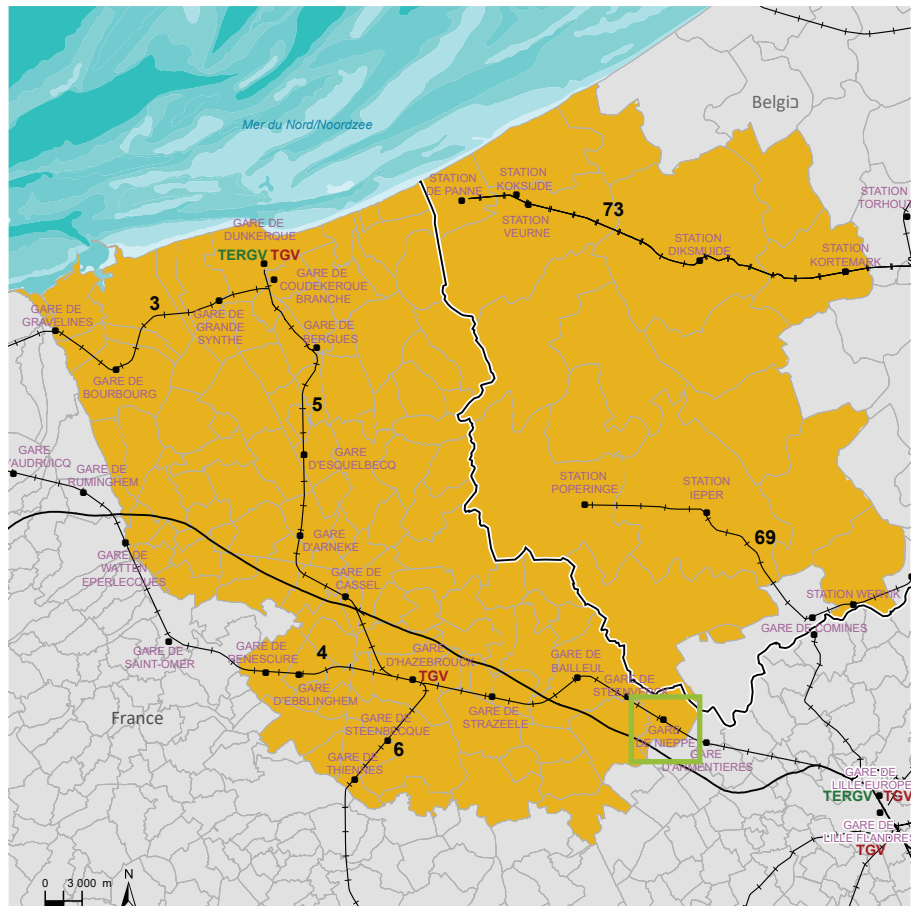 Belgiב
Mer du Nord/Noordzee
STATION
DE PANNE
STATION
KOKSIJDE
STATION
VEURNE
73
STATION
TORHOUT
STATION
DIKSMUIDE
STATION
KORTEMARK
GARE DE
DUNKERQUE
TERGV TGV
GARE DE
COUDEKERQUE
BRANCHE
3
GARE DE
GRAVELINES
GARE DE
GRANDE
SYNTHE
GARE DE
BERGUES
GARE DE
BOURBOURG
5
GARE
D'ESQUELBECQ
GARE
'AUDRUICQ
GARE DE
RUMINGHEM
STATION
POPERINGE
STATION
IEPER
69
GARE
D'ARNEKE
GARE DE
WATTEN
EPERLECQUES
GARE DE
CASSEL
STATION WERVIK
GARE DE COMINES
GARE DE
SAINT-OMER
GARE DE
RENESCURE
4
GARE
D'EBBLINGHEM
GARE
D'HAZEBROUCK
TGV
GARE DE
BAILLEUL
GARE DE
STEENWERCK
GARE DE
STRAZEELE
France
GARE DE
STEENBECQUE
6
GARE DE
THIENNES
GARE
DE NIEPPE
GARE
D'ARMENTIERES
GARE DE
LILLE EUROPE
TERGV TGV
GARE DE
LILLE FLANDRES
TGV
0 3 000 m
N